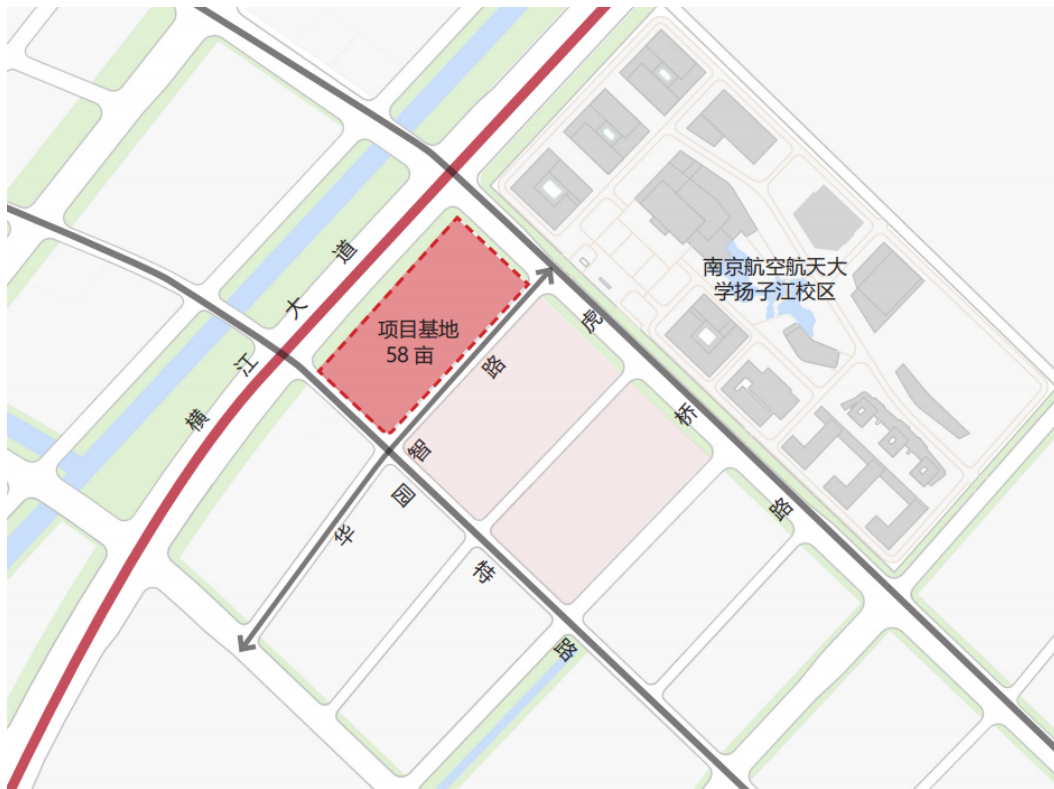 横江大道
项目基地
58 亩
南京航空航天大
学扬子江校区
虎桥路
华智路
园特路